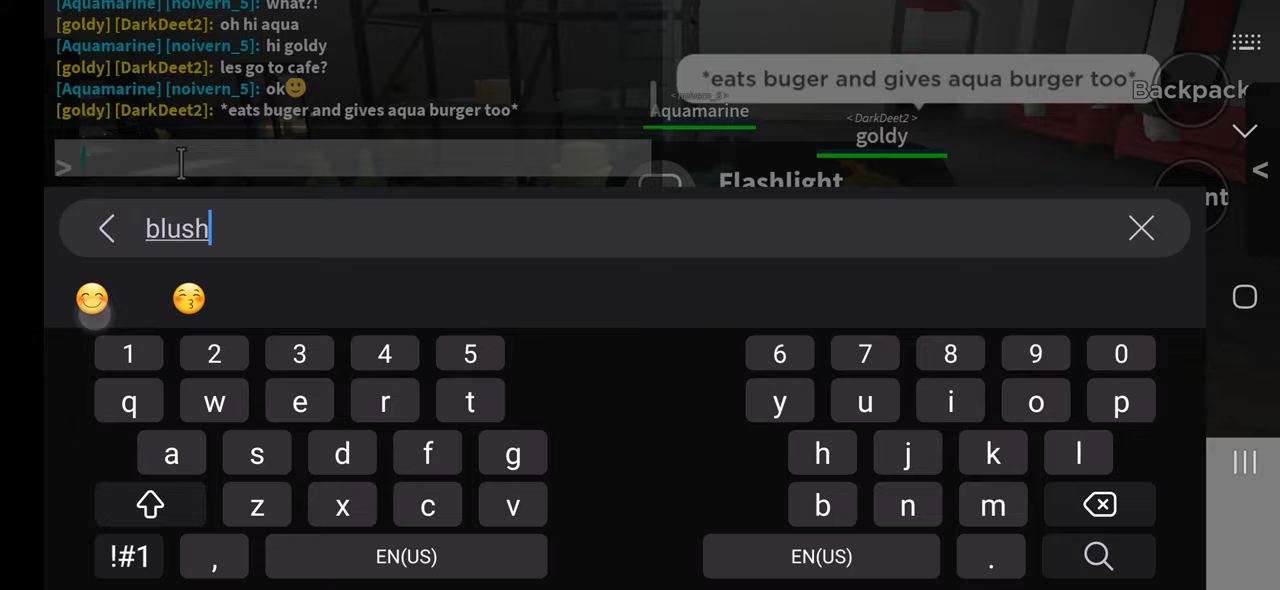 [Aquamarine] [noivern_5]: what?!
[goldy] [DarkDeet2]: oh hi aqua
[Aquamarine] [noivern_5]: hi goldy
[goldy] [DarkDeet2]: les go to cafe?
[Aquamarine] [noivern_5]: ok🙂
[goldy] [DarkDeet2]: *eats buger and gives aqua burger too*
>
*eats buger and gives aqua burger too*
Backpack
< noivern_5 >
Aquamarine
< DarkDeet2 >
goldy
<
Flashlight
nt
blush
1 2 3 4 5 6 7 8 9 0
q w e r t y u i o p
a s d f g h j k l
z x c v b n m
!#1 , EN(US) EN(US) .